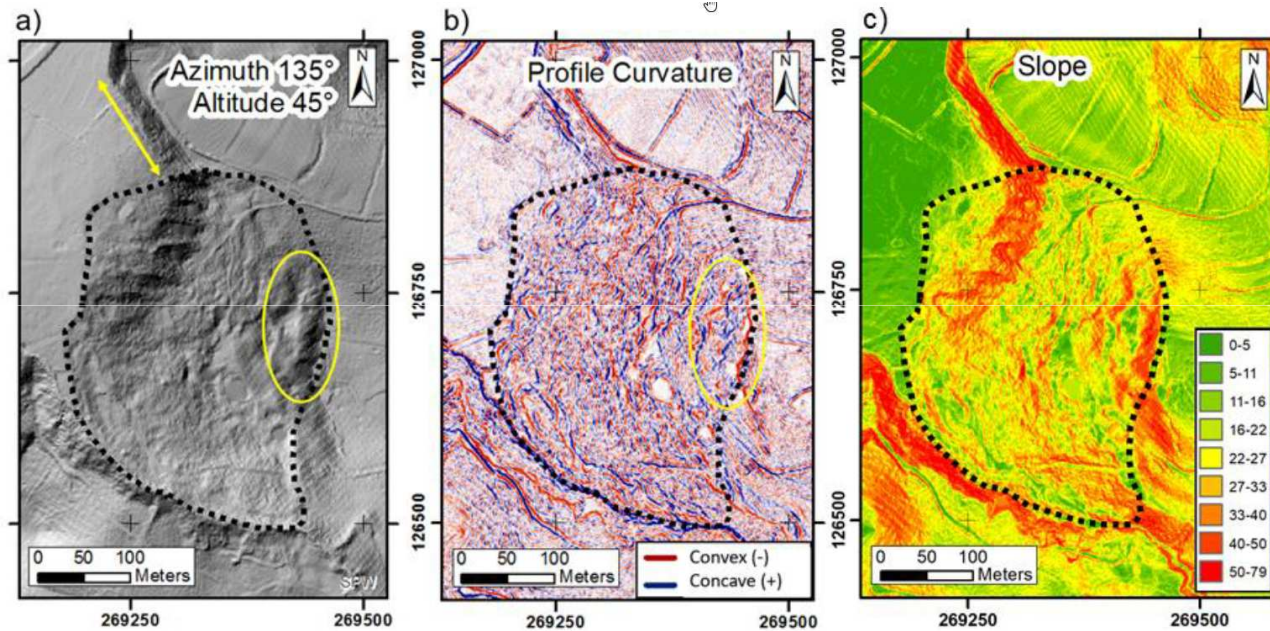 a)
Azimuth 135°
Altitude 45°
N
0 50 100
Meters
SPW
269250 269500
b)
Profile Curvature
N
127000
126750
126500
0 50 100
Meters
Convex (-)
Concave (+)
269250 269500
c)
Slope
N
127000
126750
126500
0-5
5-11
11-16
16-22
22-27
27-33
33-40
40-50
50-79
0 50 100
Meters
269250 269500